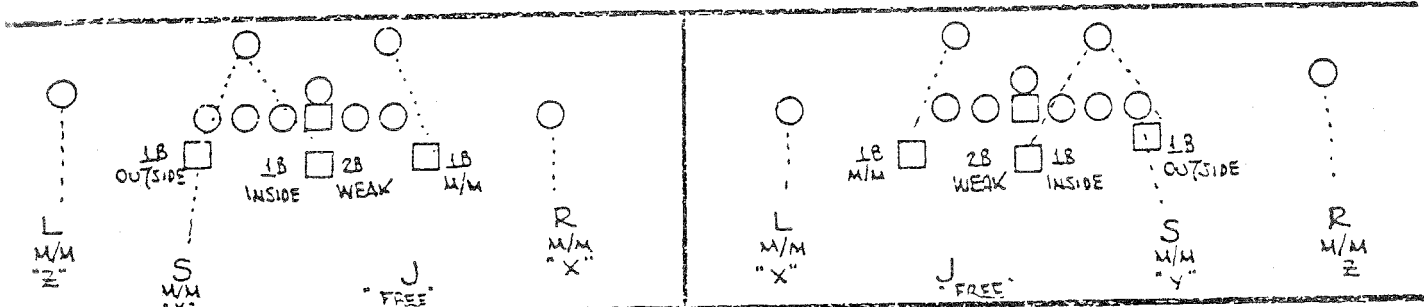 1B
OUTSIDE
1B
INSIDE
2B
WEAK
1B
M/M
L
M/M
"Z"
S
M/M
J
"FREE"
R
M/M
"X"
1B
M/M
2B
WEAK
1B
INSIDE
1B
OUTSIDE
L
M/M
"X"
J
"FREE"
S
M/M
"Y"
R
M/M
Z